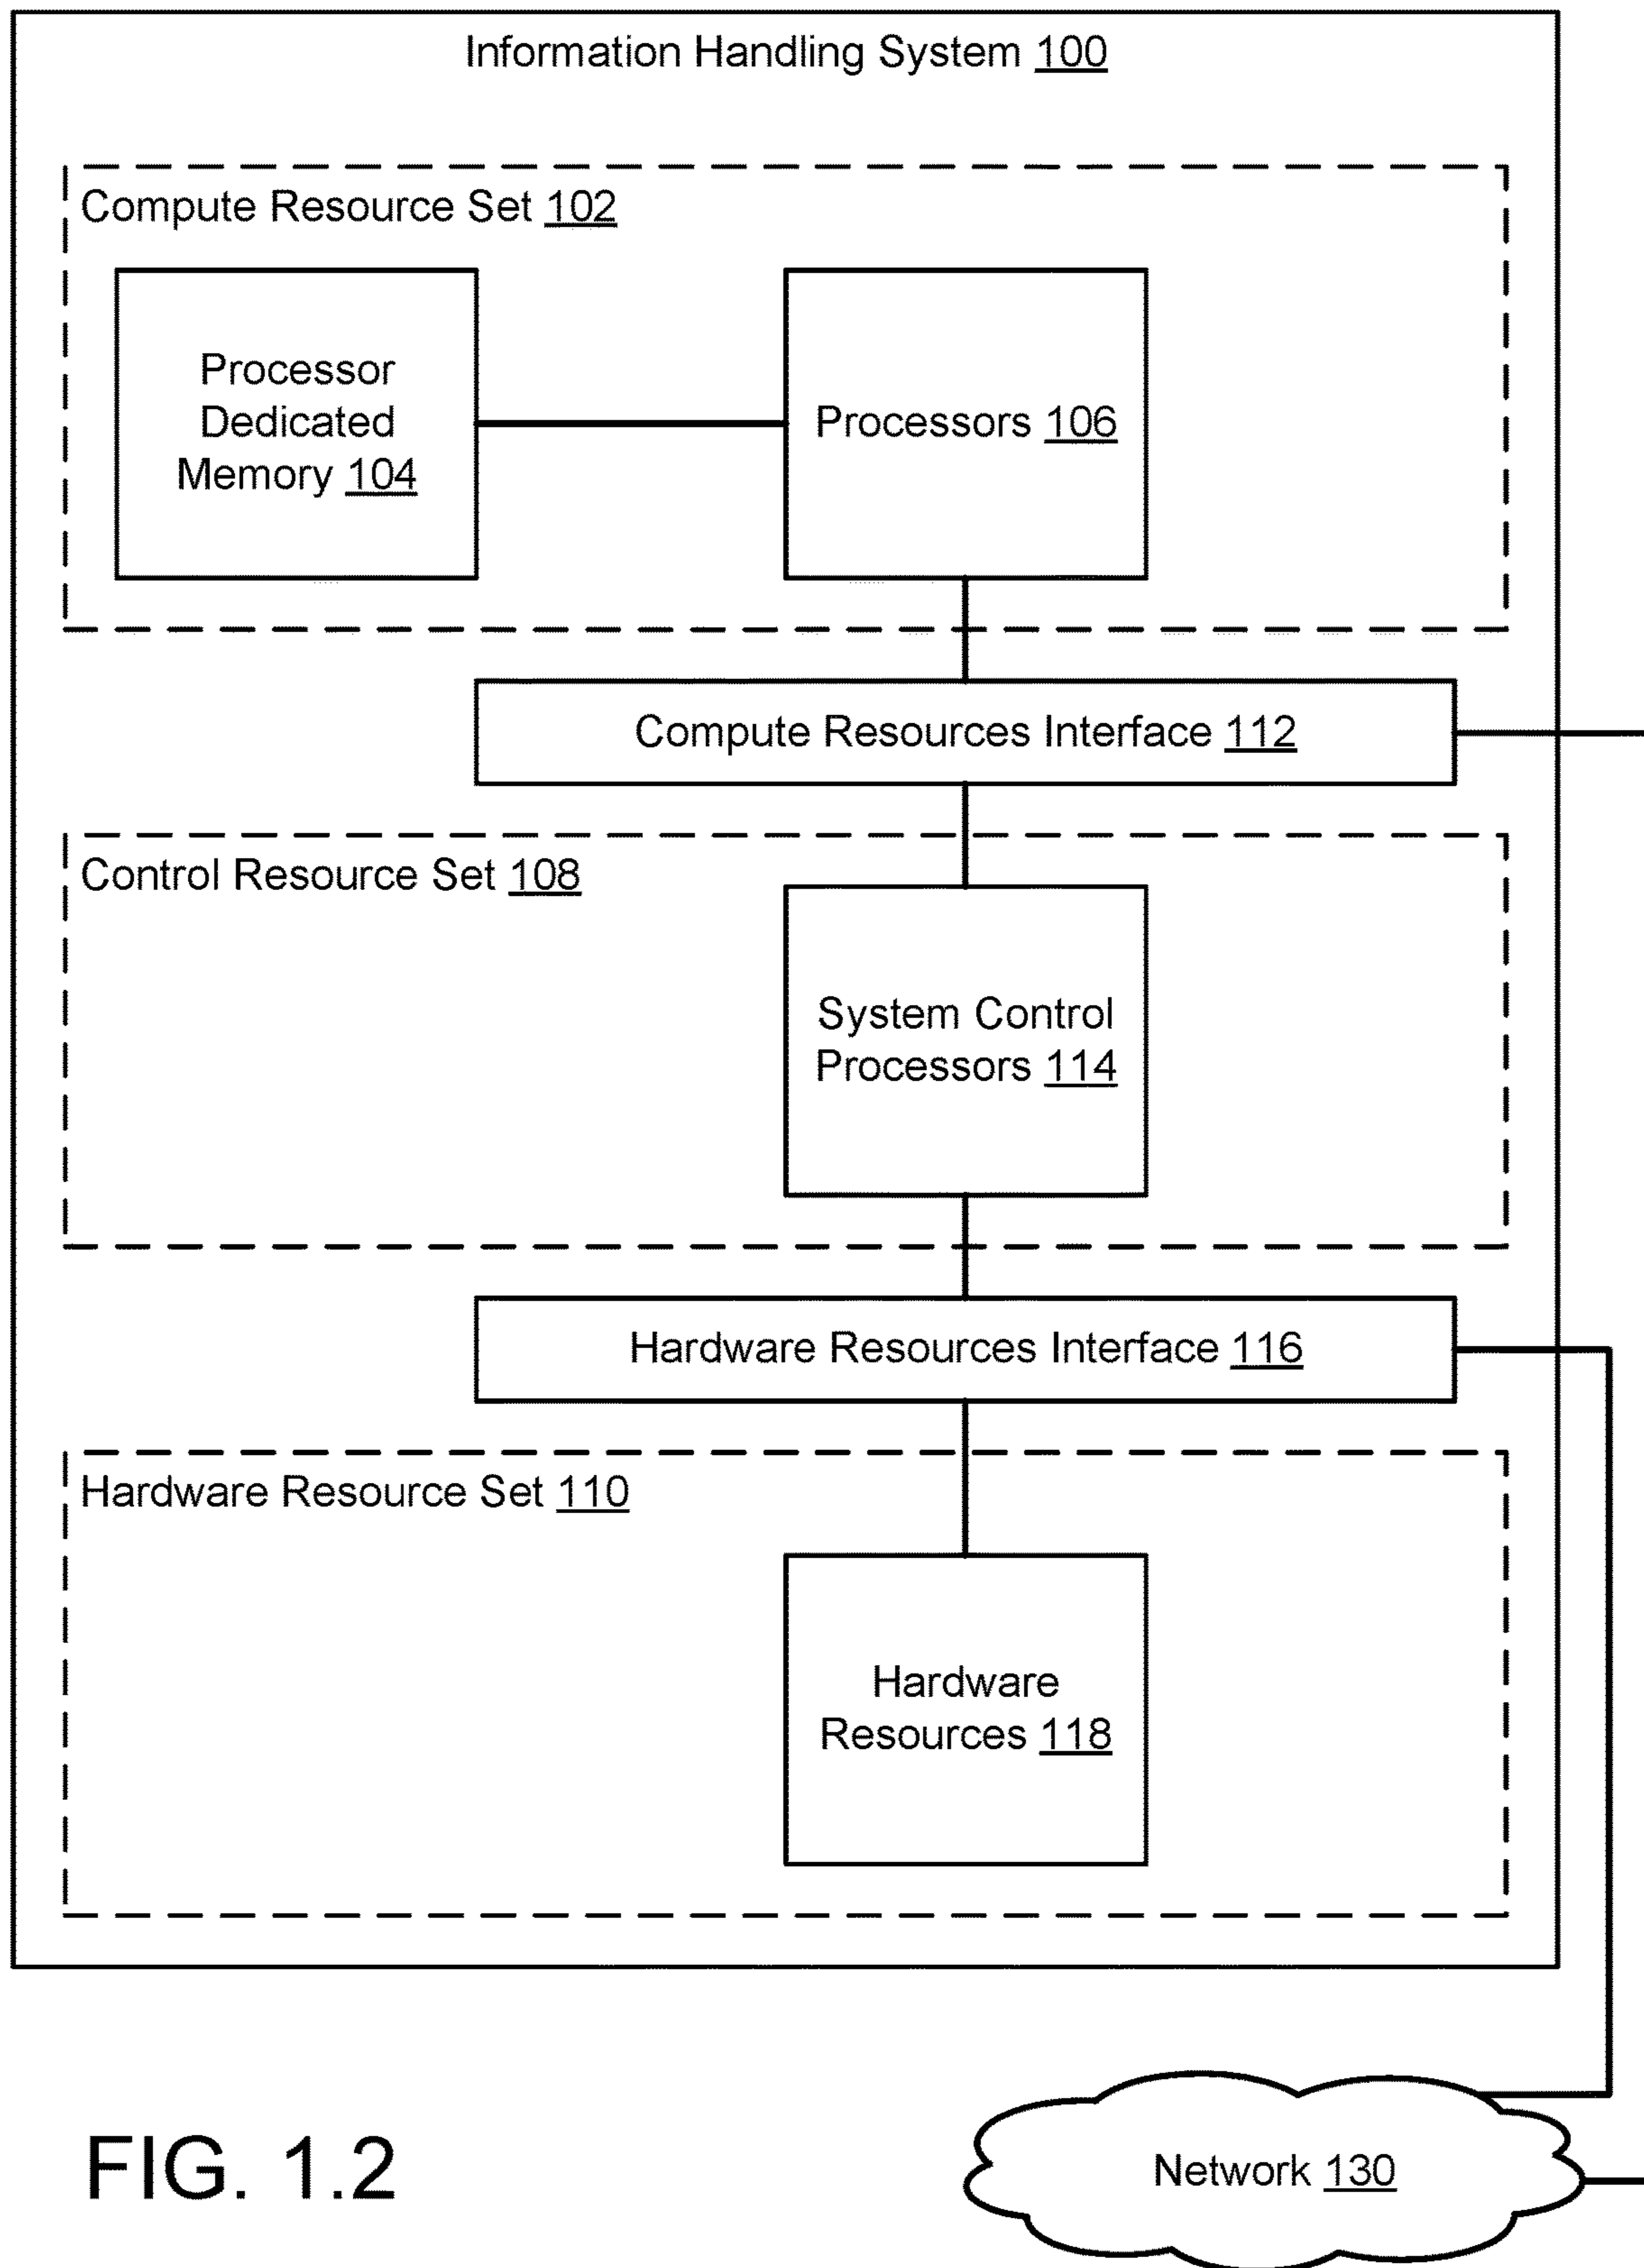 Information Handling System 100
Compute Resource Set 102
Processor
Dedicated
Memory 104
Processors 106
Compute Resources Interface 112
Control Resource Set 108
System Control
Processors 114
Hardware Resources Interface 116
Hardware Resource Set 110
Hardware
Resources 118
Network 130
FIG. 1.2